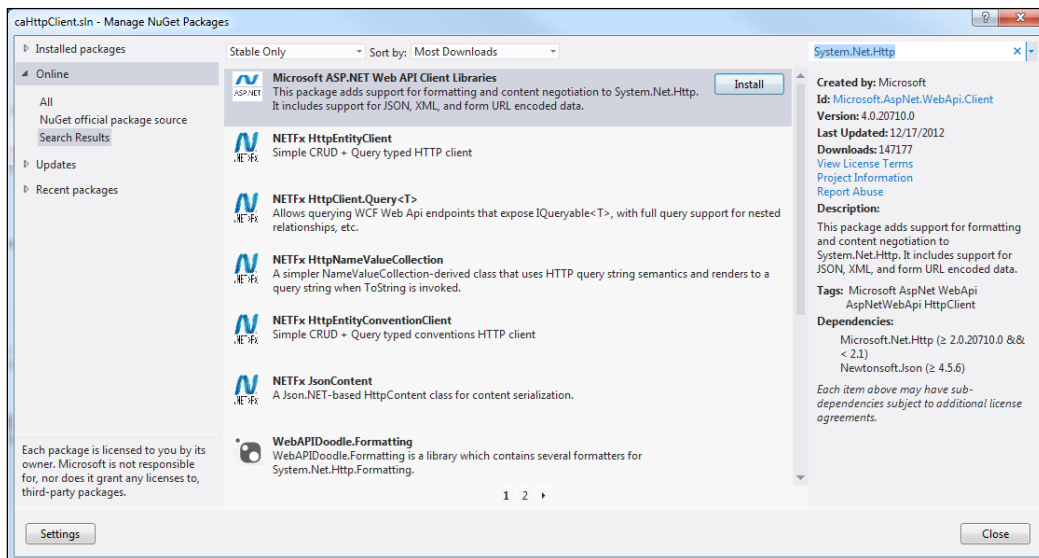 caHttpClient.sln - Manage NuGet Packages
Installed packages
Online
All
NuGet official package source
Search Results
Updates
Recent packages
Each package is licensed to you by its
owner. Microsoft is not responsible
for, nor does it grant any licenses to,
third-party packages.
Settings
Stable Only
Sort by: Most Downloads
ASP.NET
Microsoft ASP.NET Web API Client Libraries
This package adds support for formatting and content negotiation to System.Net.Http.
It includes support for JSON, XML, and form URL encoded data.
Install
.NETFx
NETFx HttpEntityClient
Simple CRUD + Query typed HTTP client
.NETFx
NETFx HttpClient.Query<T>
Allows querying WCF Web Api endpoints that expose IQueryable<T>, with full query support for nested
relationships, etc.
.NETFx
NETFx HttpNameValueCollection
A simpler NameValueCollection-derived class that uses HTTP query string semantics and renders to a
query string when ToString is invoked.
.NETFx
NETFx HttpEntityConventionClient
Simple CRUD + Query typed conventions HTTP client
.NETFx
NETFx JsonContent
A Json.NET-based HttpContent class for content serialization.
WebAPIDoodle.Formatting
WebAPIDoodle.Formatting is a library which contains several formatters for
System.Net.Http.Formatting.
1 2
System.Net.Http
Created by: Microsoft
Id: Microsoft.AspNet.WebApi.Client
Version: 4.0.20710.0
Last Updated: 12/17/2012
Downloads: 147177
View License Terms
Project Information
Report Abuse
Description:
This package adds support for formatting
and content negotiation to
System.Net.Http. It includes support for
JSON, XML, and form URL encoded data.
Tags: Microsoft AspNet WebApi
AspNetWebApi HttpClient
Dependencies:
Microsoft.Net.Http (≥ 2.0.20710.0 &&
< 2.1)
Newtonsoft.Json (≥ 4.5.6)
Each item above may have sub-
dependencies subject to additional license
agreements.
Close